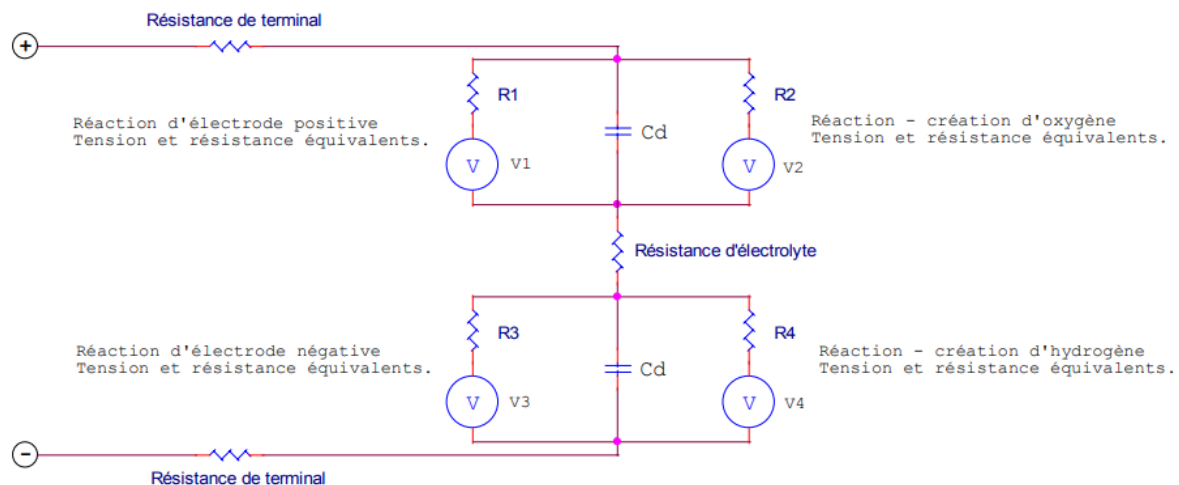 Résistance de terminal
+
R1
R2
Réaction d'électrode positive
Tension et résistance équivalents.
Cd
Réaction - création d'oxygène
Tension et résistance équivalents.
V
V1
V
V2
Résistance d'électrolyte
R3
R4
Réaction d'électrode négative
Tension et résistance équivalents.
Cd
Réaction - création d'hydrogène
Tension et résistance équivalents.
V
V3
V
V4
−
Résistance de terminal